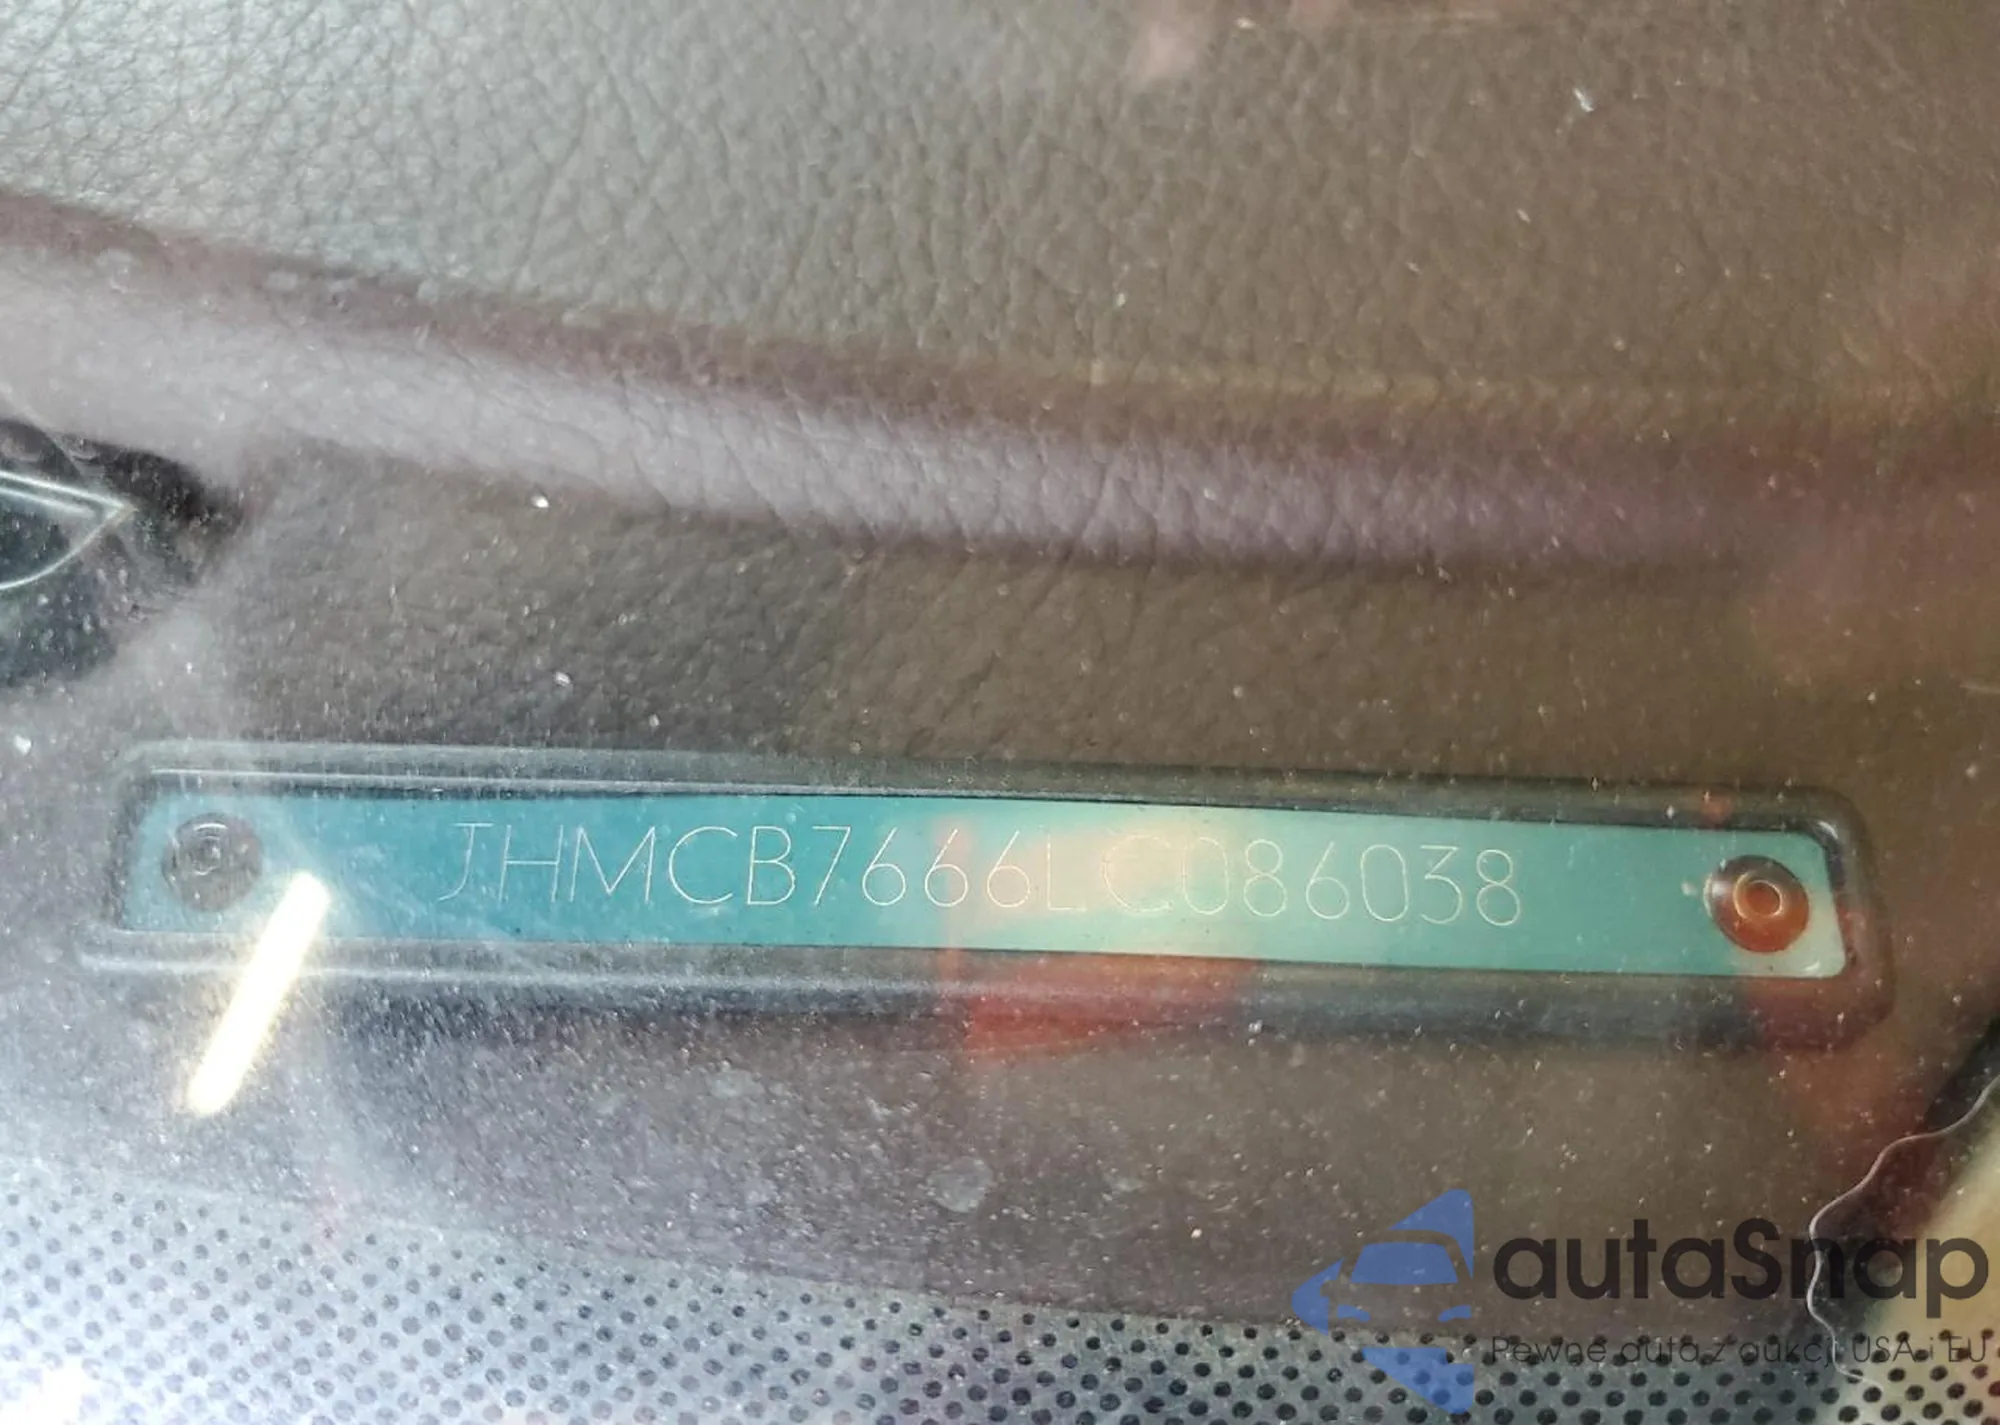 JHMCB7666LC086038
autaSnap
Pewne auta z aukcji USA i EU